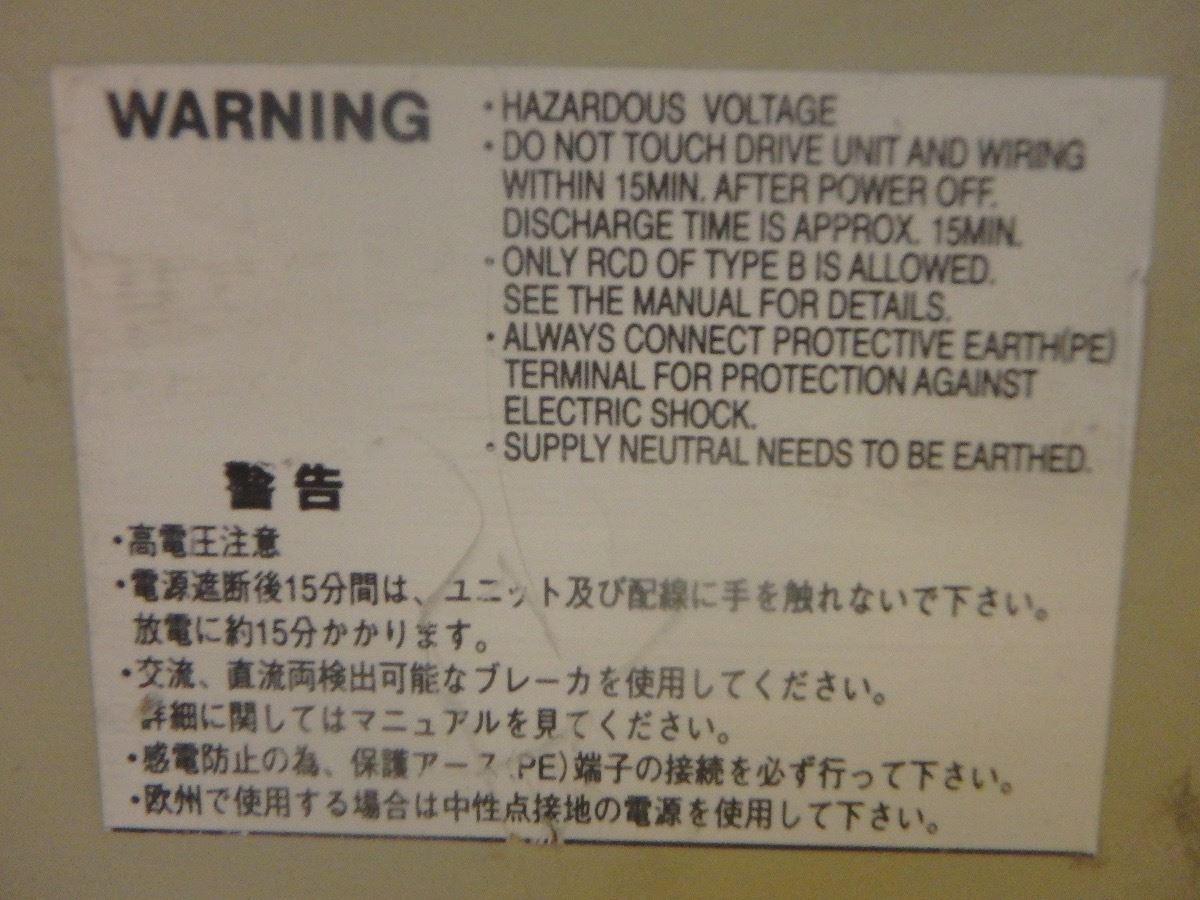 WARNING
・HAZARDOUS VOLTAGE
・DO NOT TOUCH DRIVE UNIT AND WIRING
WITHIN 15MIN. AFTER POWER OFF.
DISCHARGE TIME IS APPROX. 15MIN.
・ONLY RCD OF TYPE B IS ALLOWED.
SEE THE MANUAL FOR DETAILS.
・ALWAYS CONNECT PROTECTIVE EARTH(PE)
TERMINAL FOR PROTECTION AGAINST
ELECTRIC SHOCK.
・SUPPLY NEUTRAL NEEDS TO BE EARTHED.
警告
・高電圧注意
・電源遮断後15分間は、ユニット及び配線に手を触れないで下さい。
放電に約15分かかります。
・交流、直流両検出可能なブレーカを使用してください。
詳細に関してはマニュアルを見てください。
・感電防止の為、保護アース(PE)端子の接続を必ず行って下さい。
・欧州で使用する場合は中性点接地の電源を使用して下さい。